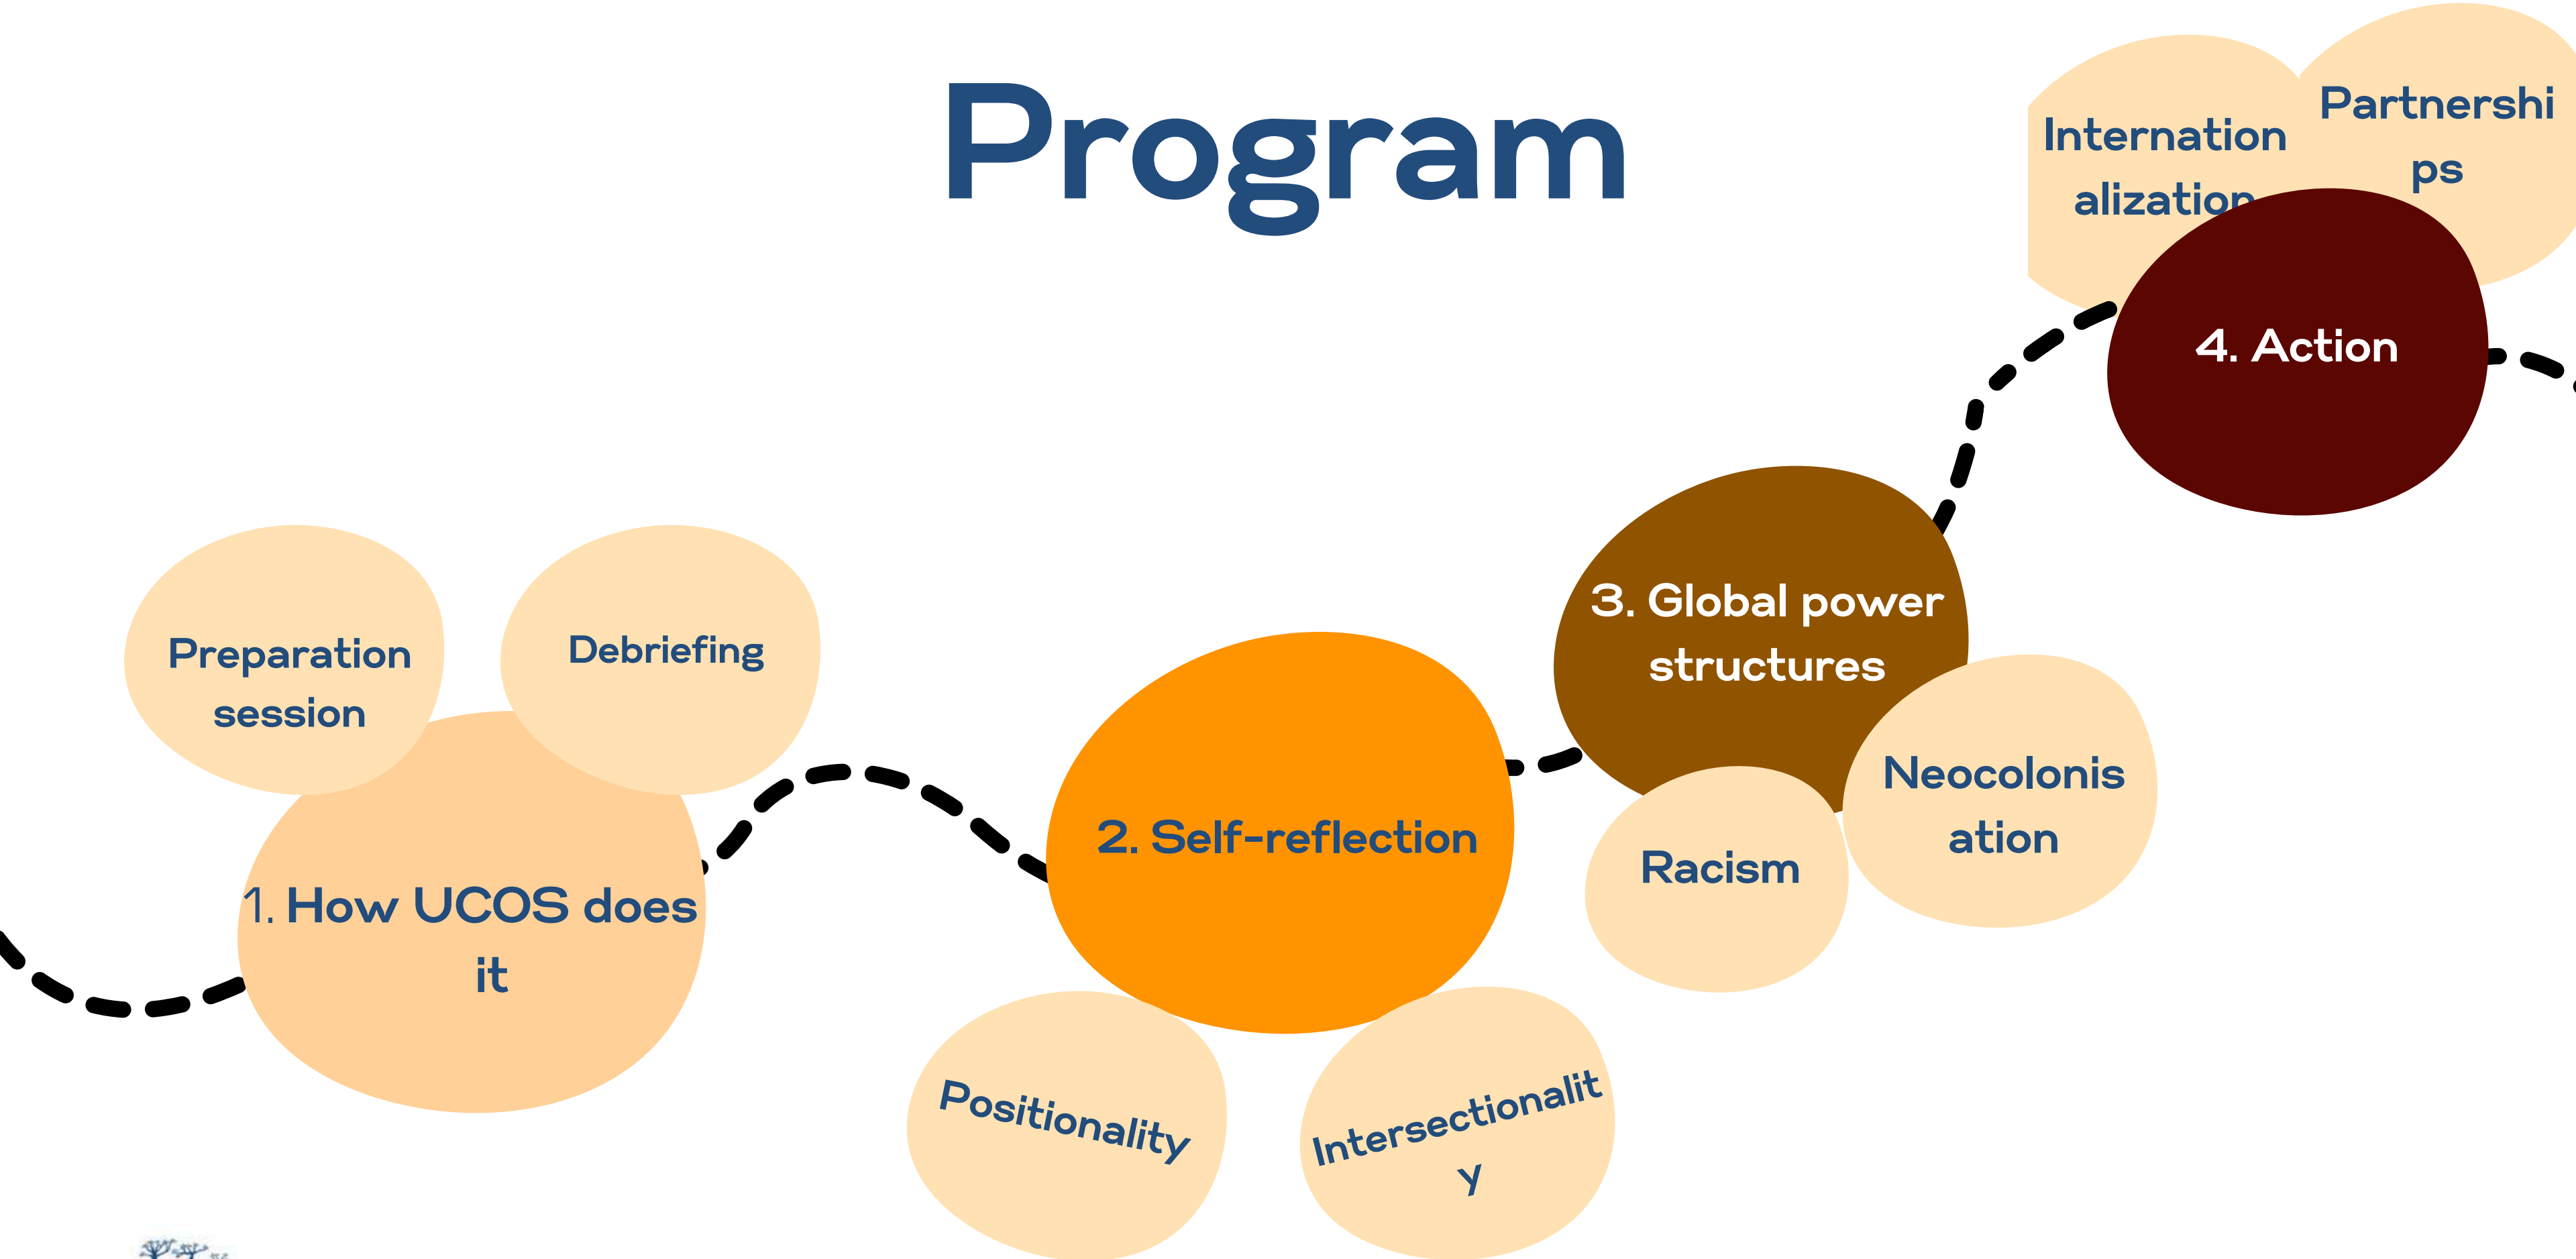 Program
Preparation
session
Debriefing
1. How UCOS does
it
2. Self-reflection
Positionality
Intersectionalit
y
3. Global power
structures
Racism
Neocolonis
ation
4. Action
Internation
alization
Partnershi
ps